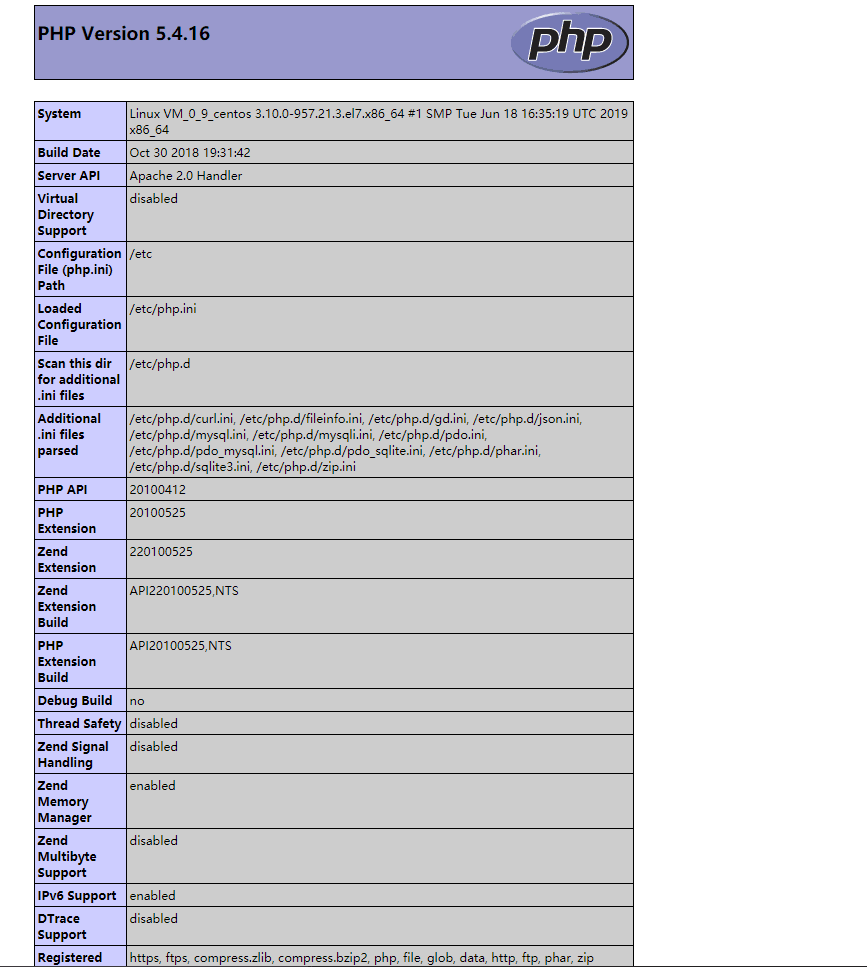 PHP Version 5.4.16
php
System
Linux VM_0_9_centos 3.10.0-957.21.3.el7.x86_64 #1 SMP Tue Jun 18 16:35:19 UTC 2019
x86_64
Build Date
Oct 30 2018 19:31:42
Server API
Apache 2.0 Handler
Virtual
Directory
Support
disabled
Configuration
File (php.ini)
Path
/etc
Loaded
Configuration
File
/etc/php.ini
Scan this dir
for additional
.ini files
/etc/php.d
Additional
.ini files
parsed
/etc/php.d/curl.ini, /etc/php.d/fileinfo.ini, /etc/php.d/gd.ini, /etc/php.d/json.ini,
/etc/php.d/mysql.ini, /etc/php.d/mysqli.ini, /etc/php.d/pdo.ini,
/etc/php.d/pdo_mysql.ini, /etc/php.d/pdo_sqlite.ini, /etc/php.d/phar.ini,
/etc/php.d/sqlite3.ini, /etc/php.d/zip.ini
PHP API
20100412
PHP
Extension
20100525
Zend
Extension
220100525
Zend
Extension
Build
API220100525,NTS
PHP
Extension
Build
API20100525,NTS
Debug Build
no
Thread Safety
disabled
Zend Signal
Handling
disabled
Zend
Memory
Manager
enabled
Zend
Multibyte
Support
disabled
IPv6 Support
enabled
DTrace
Support
disabled
Registered
https, ftps, compress.zlib, compress.bzip2, php, file, glob, data, http, ftp, phar, zip